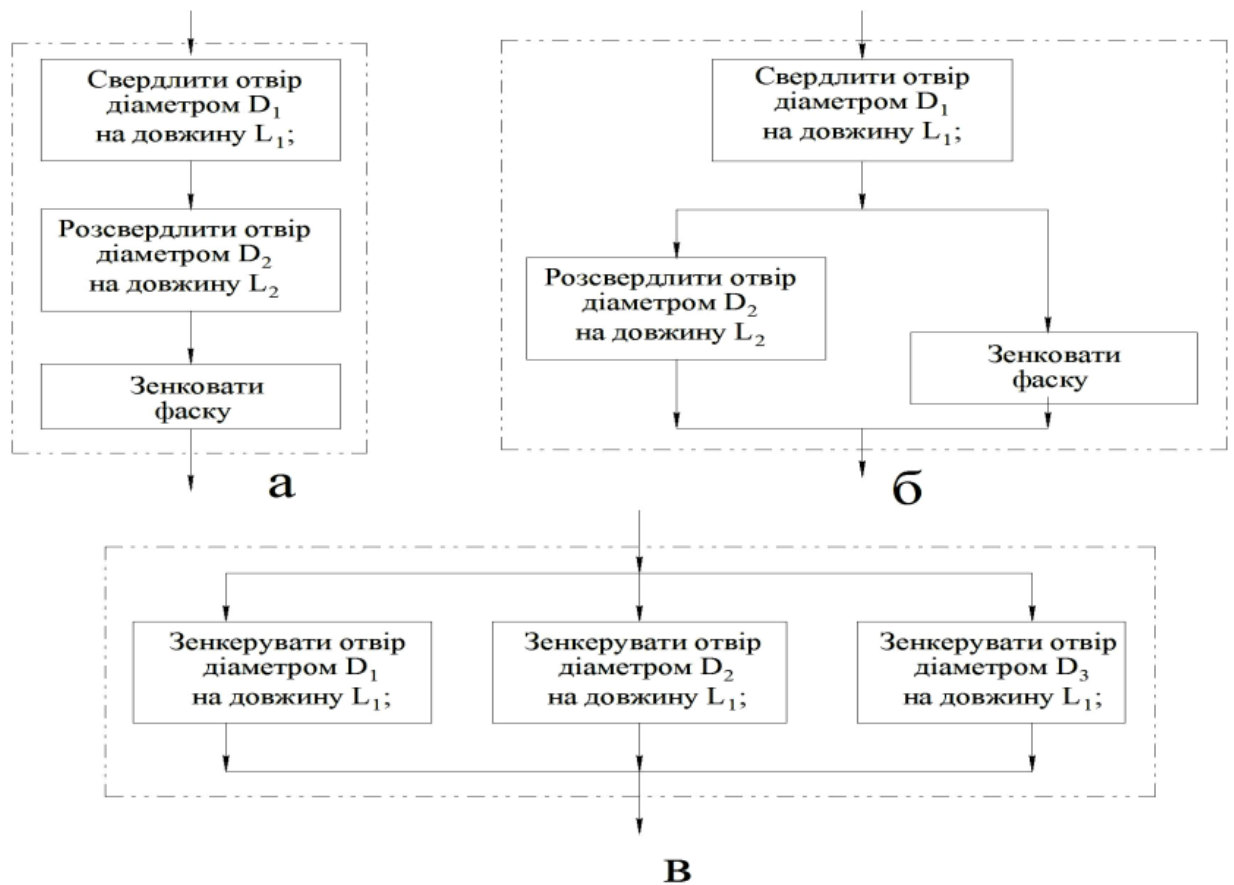 Свердлити отвір
діаметром D₁
на довжину L₁;
Розсвердлити отвір
діаметром D₂
на довжину L₂
Зенковати
фаску
а
Свердлити отвір
діаметром D₁
на довжину L₁;
Розсвердлити отвір
діаметром D₂
на довжину L₂
Зенковати
фаску
б
Зенкерувати отвір
діаметром D₁
на довжину L₁;
Зенкерувати отвір
діаметром D₂
на довжину L₁;
Зенкерувати отвір
діаметром D₃
на довжину L₁;
в